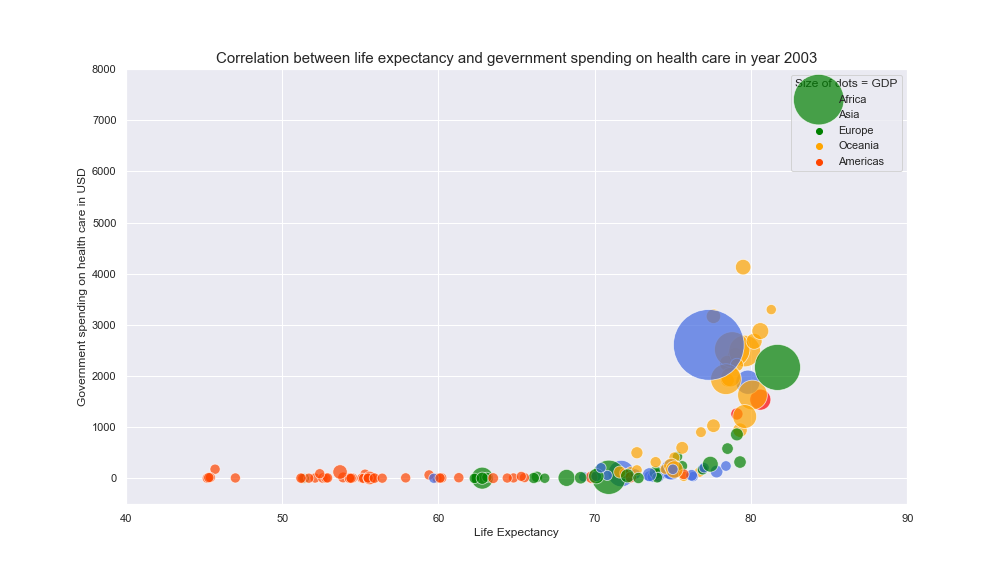 Correlation between life expectancy and gevernment spending on health care in year 2003
8000
7000
6000
5000
4000
3000
2000
1000
0
Government spending on health care in USD
40
50
60
70
80
90
Life Expectancy
Size of dots = GDP
Africa
Asia
Europe
Oceania
Americas